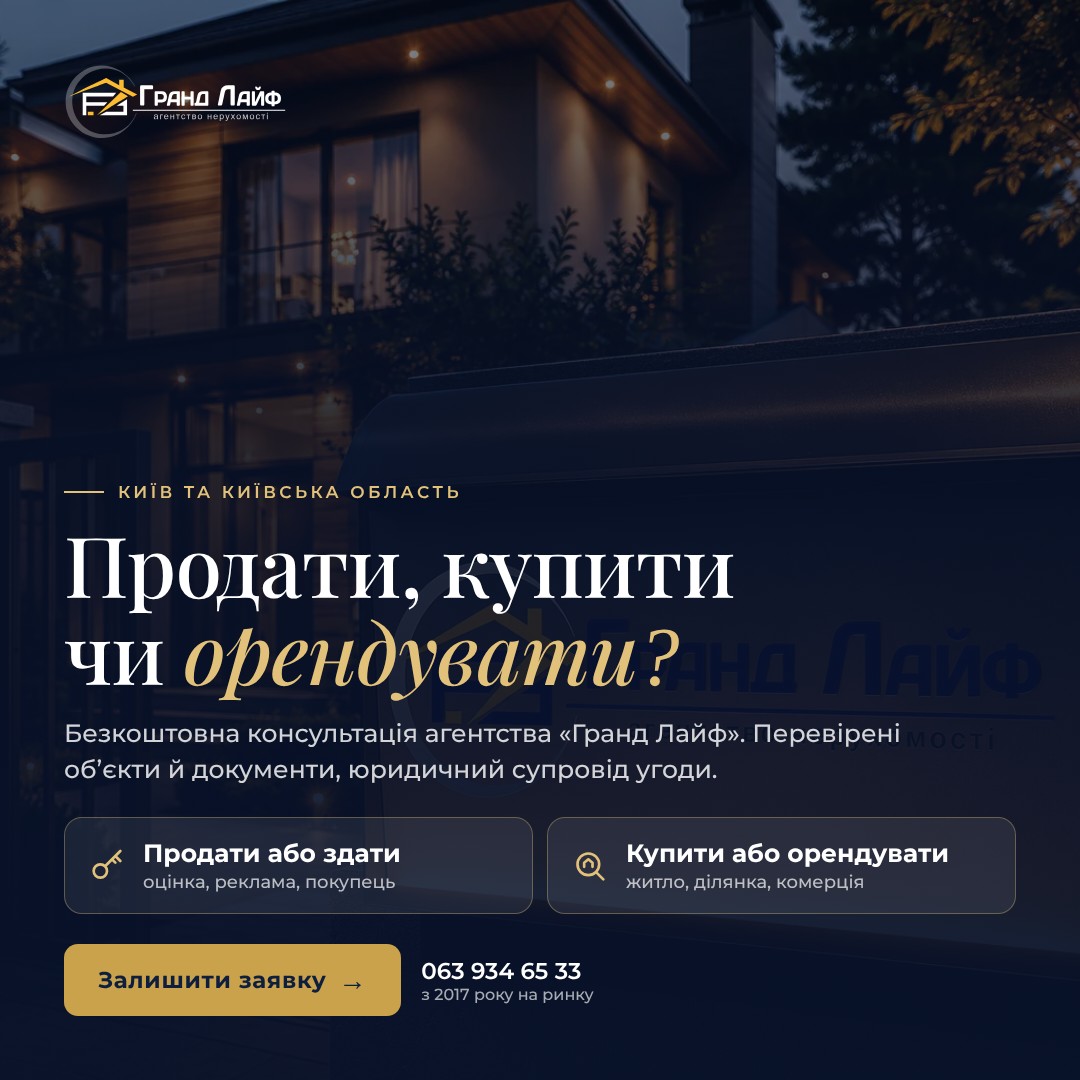 Гранд Лайф
агентство нерухомості
КИЇВ ТА КИЇВСЬКА ОБЛАСТЬ
Продати, купити
чи орендувати?
Гранд Лайф
Безкоштовна консультація агентства «Гранд Лайф». Перевірені
об’єкти й документи, юридичний супровід угоди.
Продати або здати
оцінка, реклама, покупець
Купити або орендувати
житло, ділянка, комерція
Залишити заявку →
063 934 65 33
з 2017 року на ринку